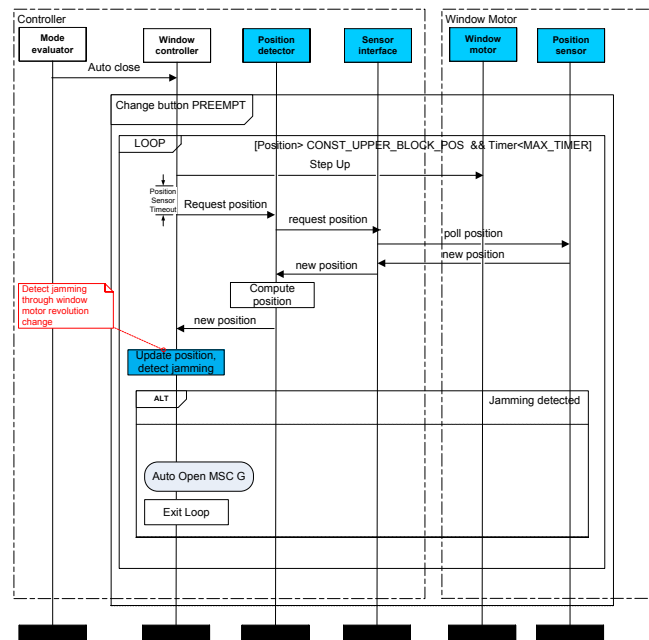 Controller
Window Motor
Mode
evaluator
Window
controller
Position
detector
Sensor
interface
Window
motor
Position
sensor
Auto close
Change button PREEMPT
LOOP
[Position> CONST_UPPER_BLOCK_POS && Timer<MAX_TIMER]
Step Up
Position
Sensor
Timeout
Request position
request position
poll position
new position
new position
Compute
position
Detect jamming
through window
motor revolution
change
new position
Update position,
detect jamming
ALT
Jamming detected
Auto Open MSC G
Exit Loop